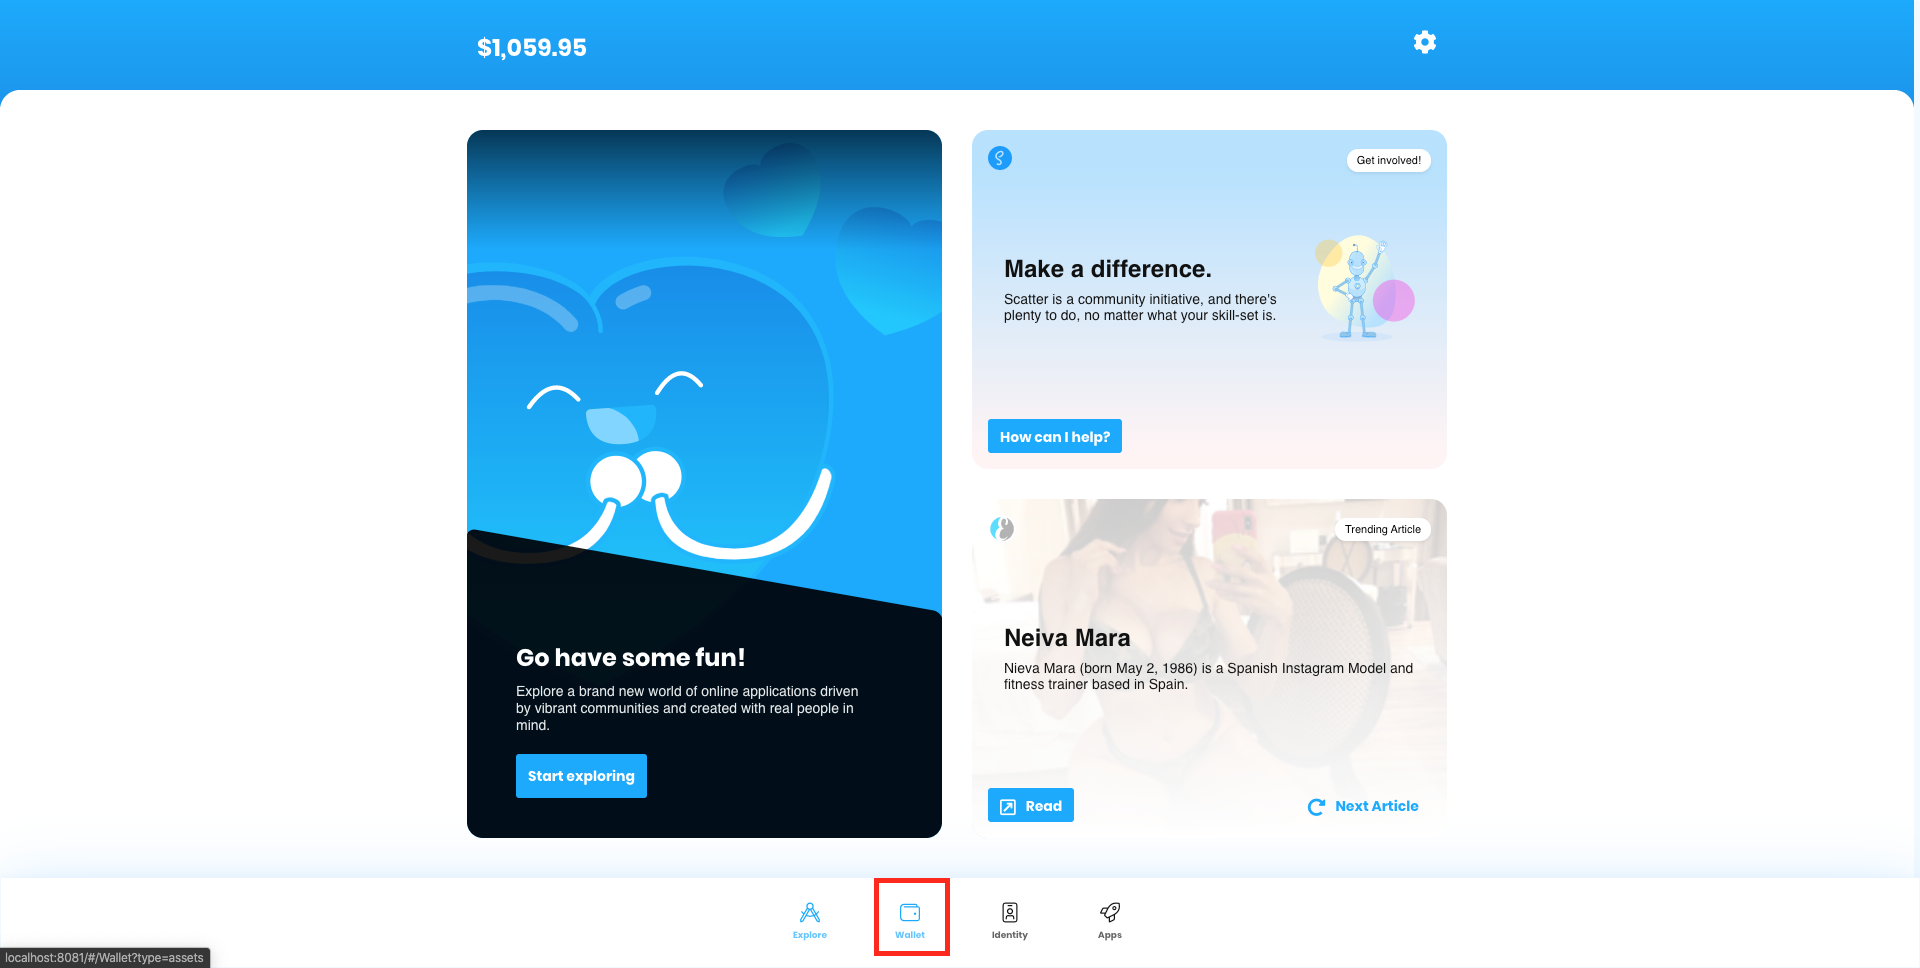 $1,059.95
Get involved!
Make a difference.
Scatter is a community initiative, and there's
plenty to do, no matter what your skill-set is.
How can I help?
Trending Article
Neiva Mara
Nieva Mara (born May 2, 1986) is a Spanish Instagram Model and
fitness trainer based in Spain.
Read
Next Article
Go have some fun!
Explore a brand new world of online applications driven
by vibrant communities and created with real people in
mind.
Start exploring
Explore
Wallet
Identity
Apps
localhost:8081/#/Wallet?type=assets